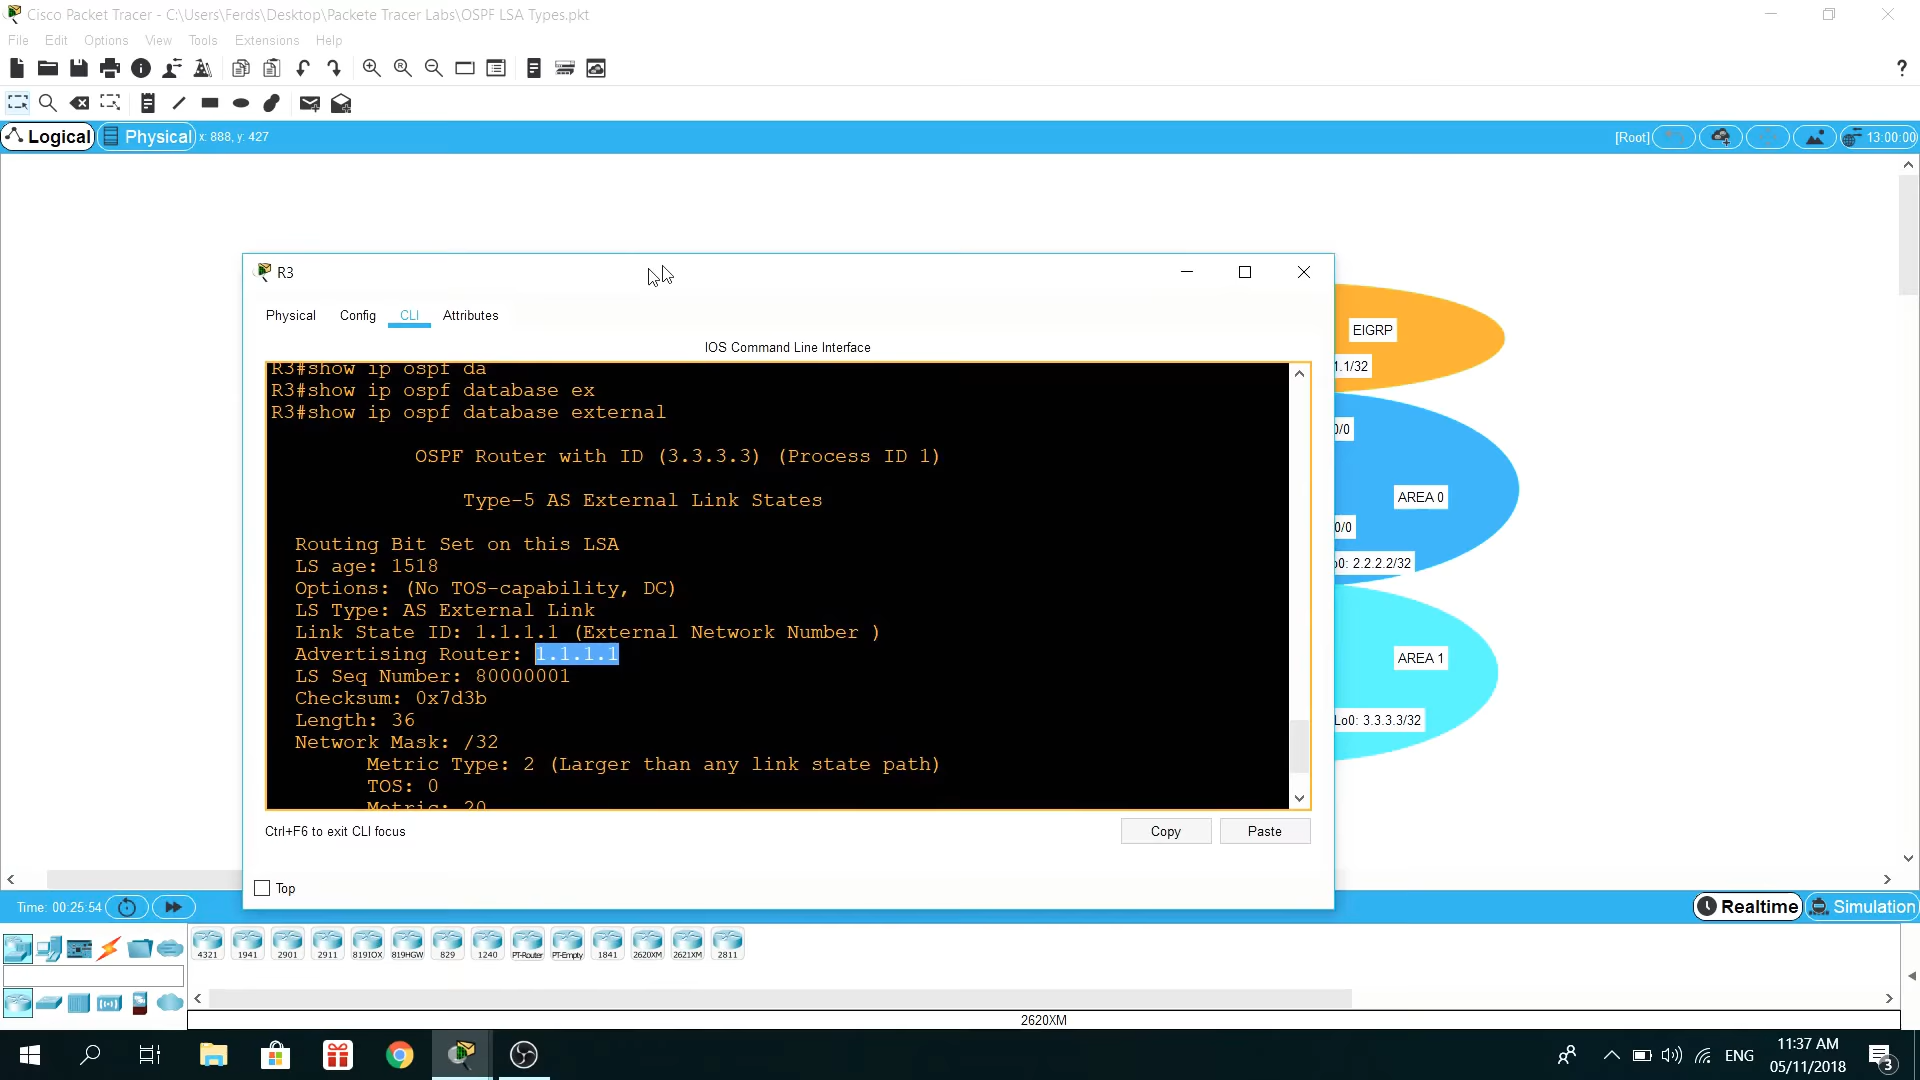 Cisco Packet Tracer - C:\Users\Ferds\Desktop\Packete Tracer Labs\OSPF LSA Types.pkt
File Edit Options View Tools Extensions Help
Logical Physical x: 888, y: 427 [Root] 13:00:00
R3
Physical Config CLI Attributes
IOS Command Line Interface
R3#show ip ospf da
R3#show ip ospf database ex
R3#show ip ospf database external
OSPF Router with ID (3.3.3.3) (Process ID 1)
Type-5 AS External Link States
Routing Bit Set on this LSA
LS age: 1518
Options: (No TOS-capability, DC)
LS Type: AS External Link
Link State ID: 1.1.1.1 (External Network Number )
Advertising Router: 1.1.1.1
LS Seq Number: 80000001
Checksum: 0x7d3b
Length: 36
Network Mask: /32
Metric Type: 2 (Larger than any link state path)
TOS: 0
Metric: 20
Ctrl+F6 to exit CLI focus
Copy Paste
Top
EIGRP
1.1/32
0/0
AREA 0
0/0
o0: 2.2.2.2/32
AREA 1
Lo0: 3.3.3.3/32
Time: 00:25:54 Realtime Simulation
4321 1941 2901 2911 819IOX 819HGW 829 1240 PT-Router PT-Empty 1841 2620XM 2621XM 2811
2620XM
ENG
11:37 AM
05/11/2018
3